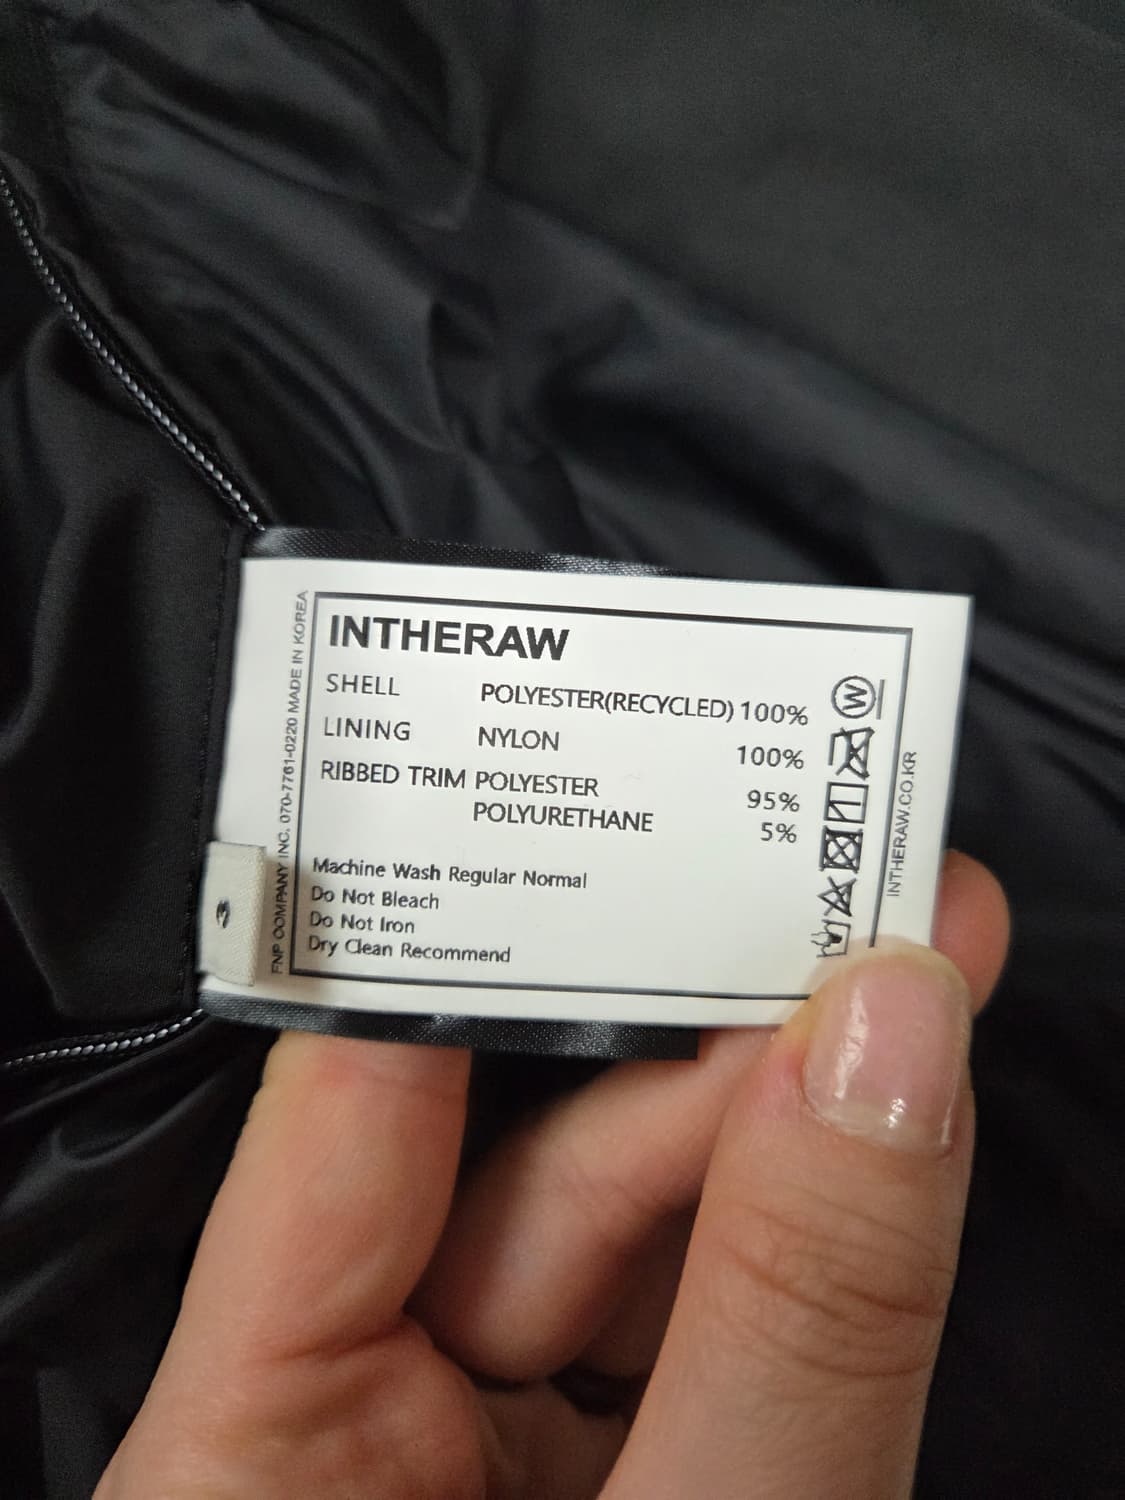 INTHERAW
SHELL POLYESTER(RECYCLED) 100%
LINING NYLON 100%
RIBBED TRIM POLYESTER 95%
POLYURETHANE 5%
Machine Wash Regular Normal
Do Not Bleach
Do Not Iron
Dry Clean Recommend
FNP COMPANY INC. 070-7761-0220 MADE IN KOREA
INTHERAW.CO.KR
W
3